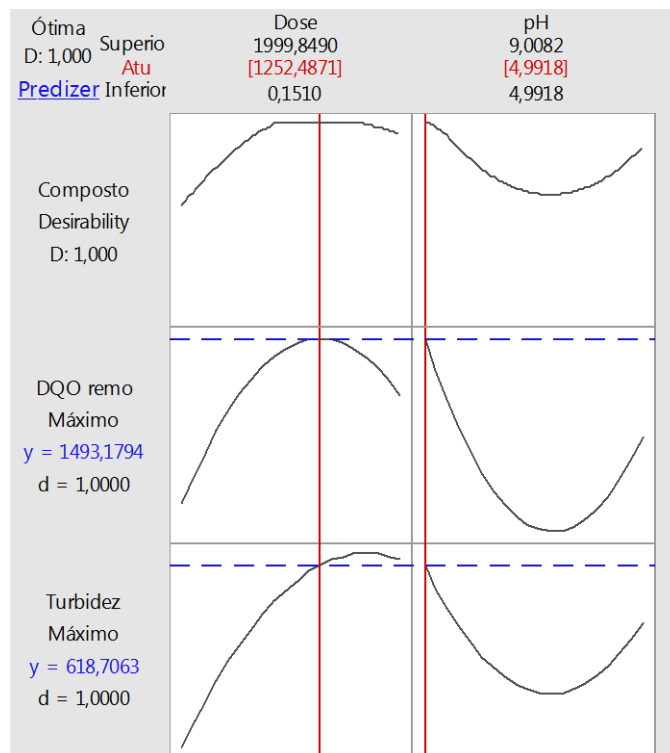 Ótima
D: 1,000
Predizer
Superio
Atu
Inferior
Dose
1999,8490
[1252,4871]
0,1510
pH
9,0082
[4,9918]
4,9918
Composto
Desirability
D: 1,000
DQO remo
Máximo
y = 1493,1794
d = 1,0000
Turbidez
Máximo
y = 618,7063
d = 1,0000